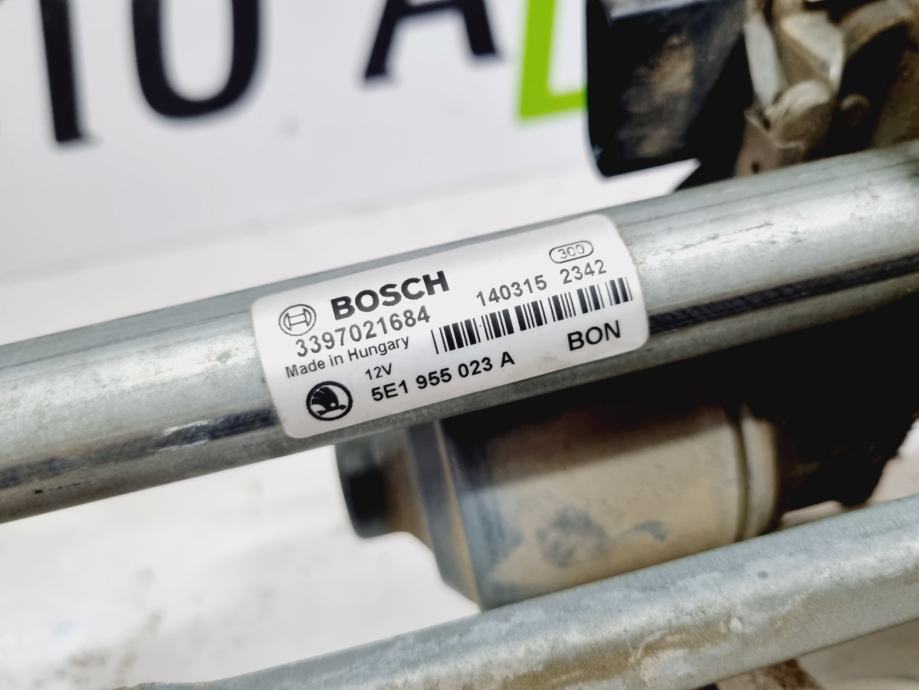 BOSCH
300
3397021684
140315 2342
Made in Hungary
12V
BON
5E1 955 023 A